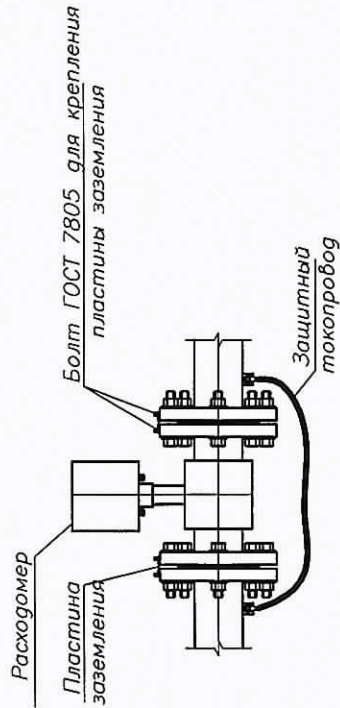 Расходомер
Пластина
заземления
Болт ГОСТ 7805 для крепления
пластины заземления
Защитный
токопровод